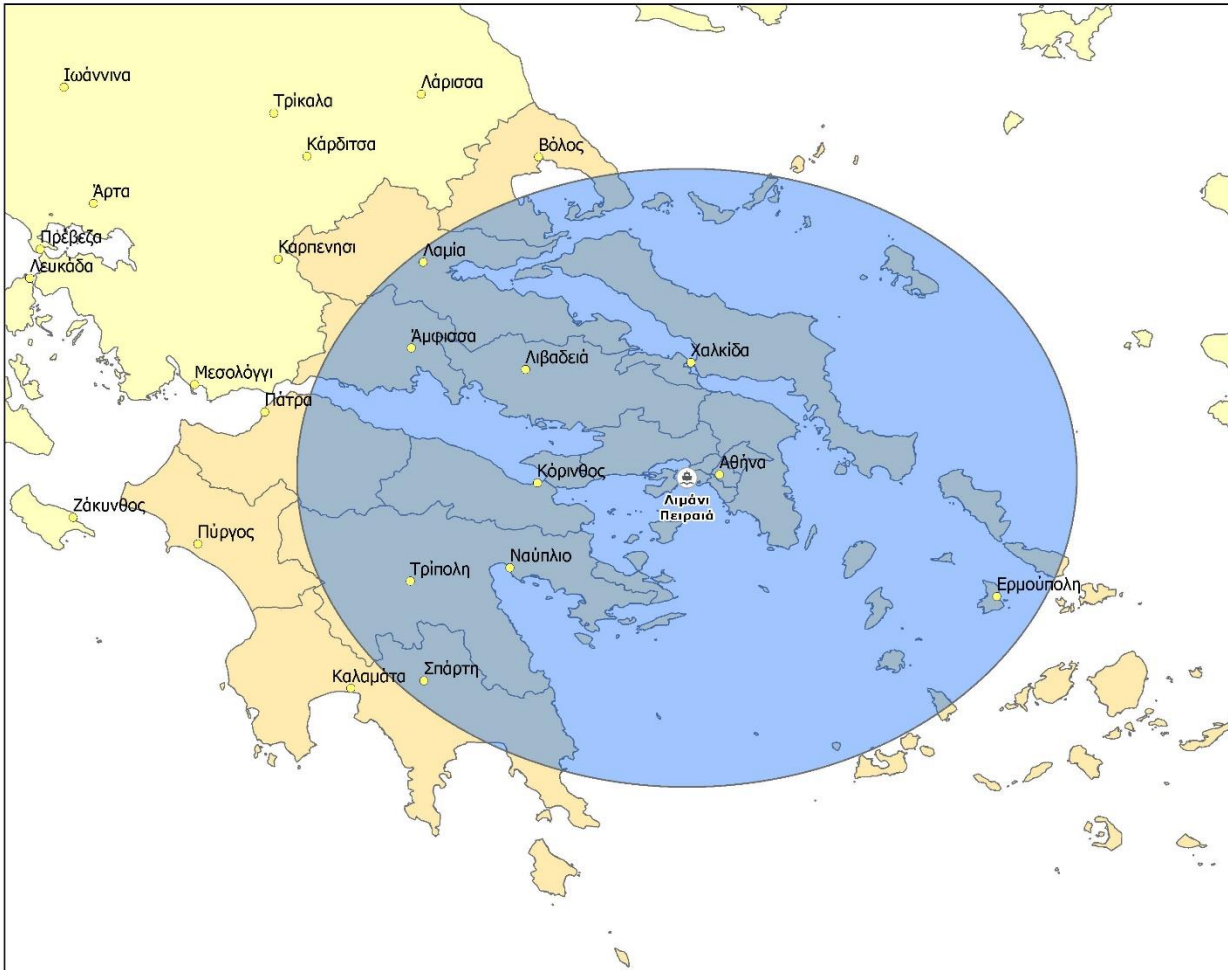 Ιωάννινα
Λάρισσα
Τρίκαλα
Κάρδιτσα
Βόλος
Άρτα
Πρέβεζα
Καρπενησι
Λαμία
Λευκάδα
Άμφισσα
Λιβαδειά
Χαλκίδα
Μεσολόγγι
Πάτρα
Κόρινθος
Αθήνα
Λιμάνι
Πειραιά
Ζάκυνθος
Πύργος
Τρίπολη
Ναύπλιο
Ερμούπολη
Καλαμάτα
Σπάρτη